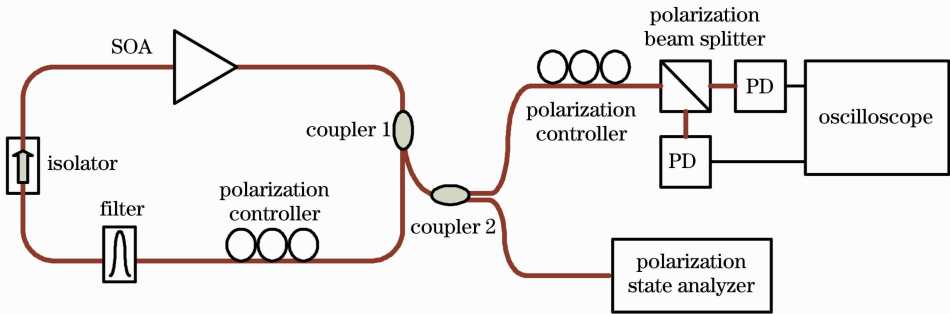 SOA
coupler 1
isolator
filter
polarization
controller
coupler 2
polarization
controller
polarization
beam splitter
PD
PD
oscilloscope
polarization
state analyzer